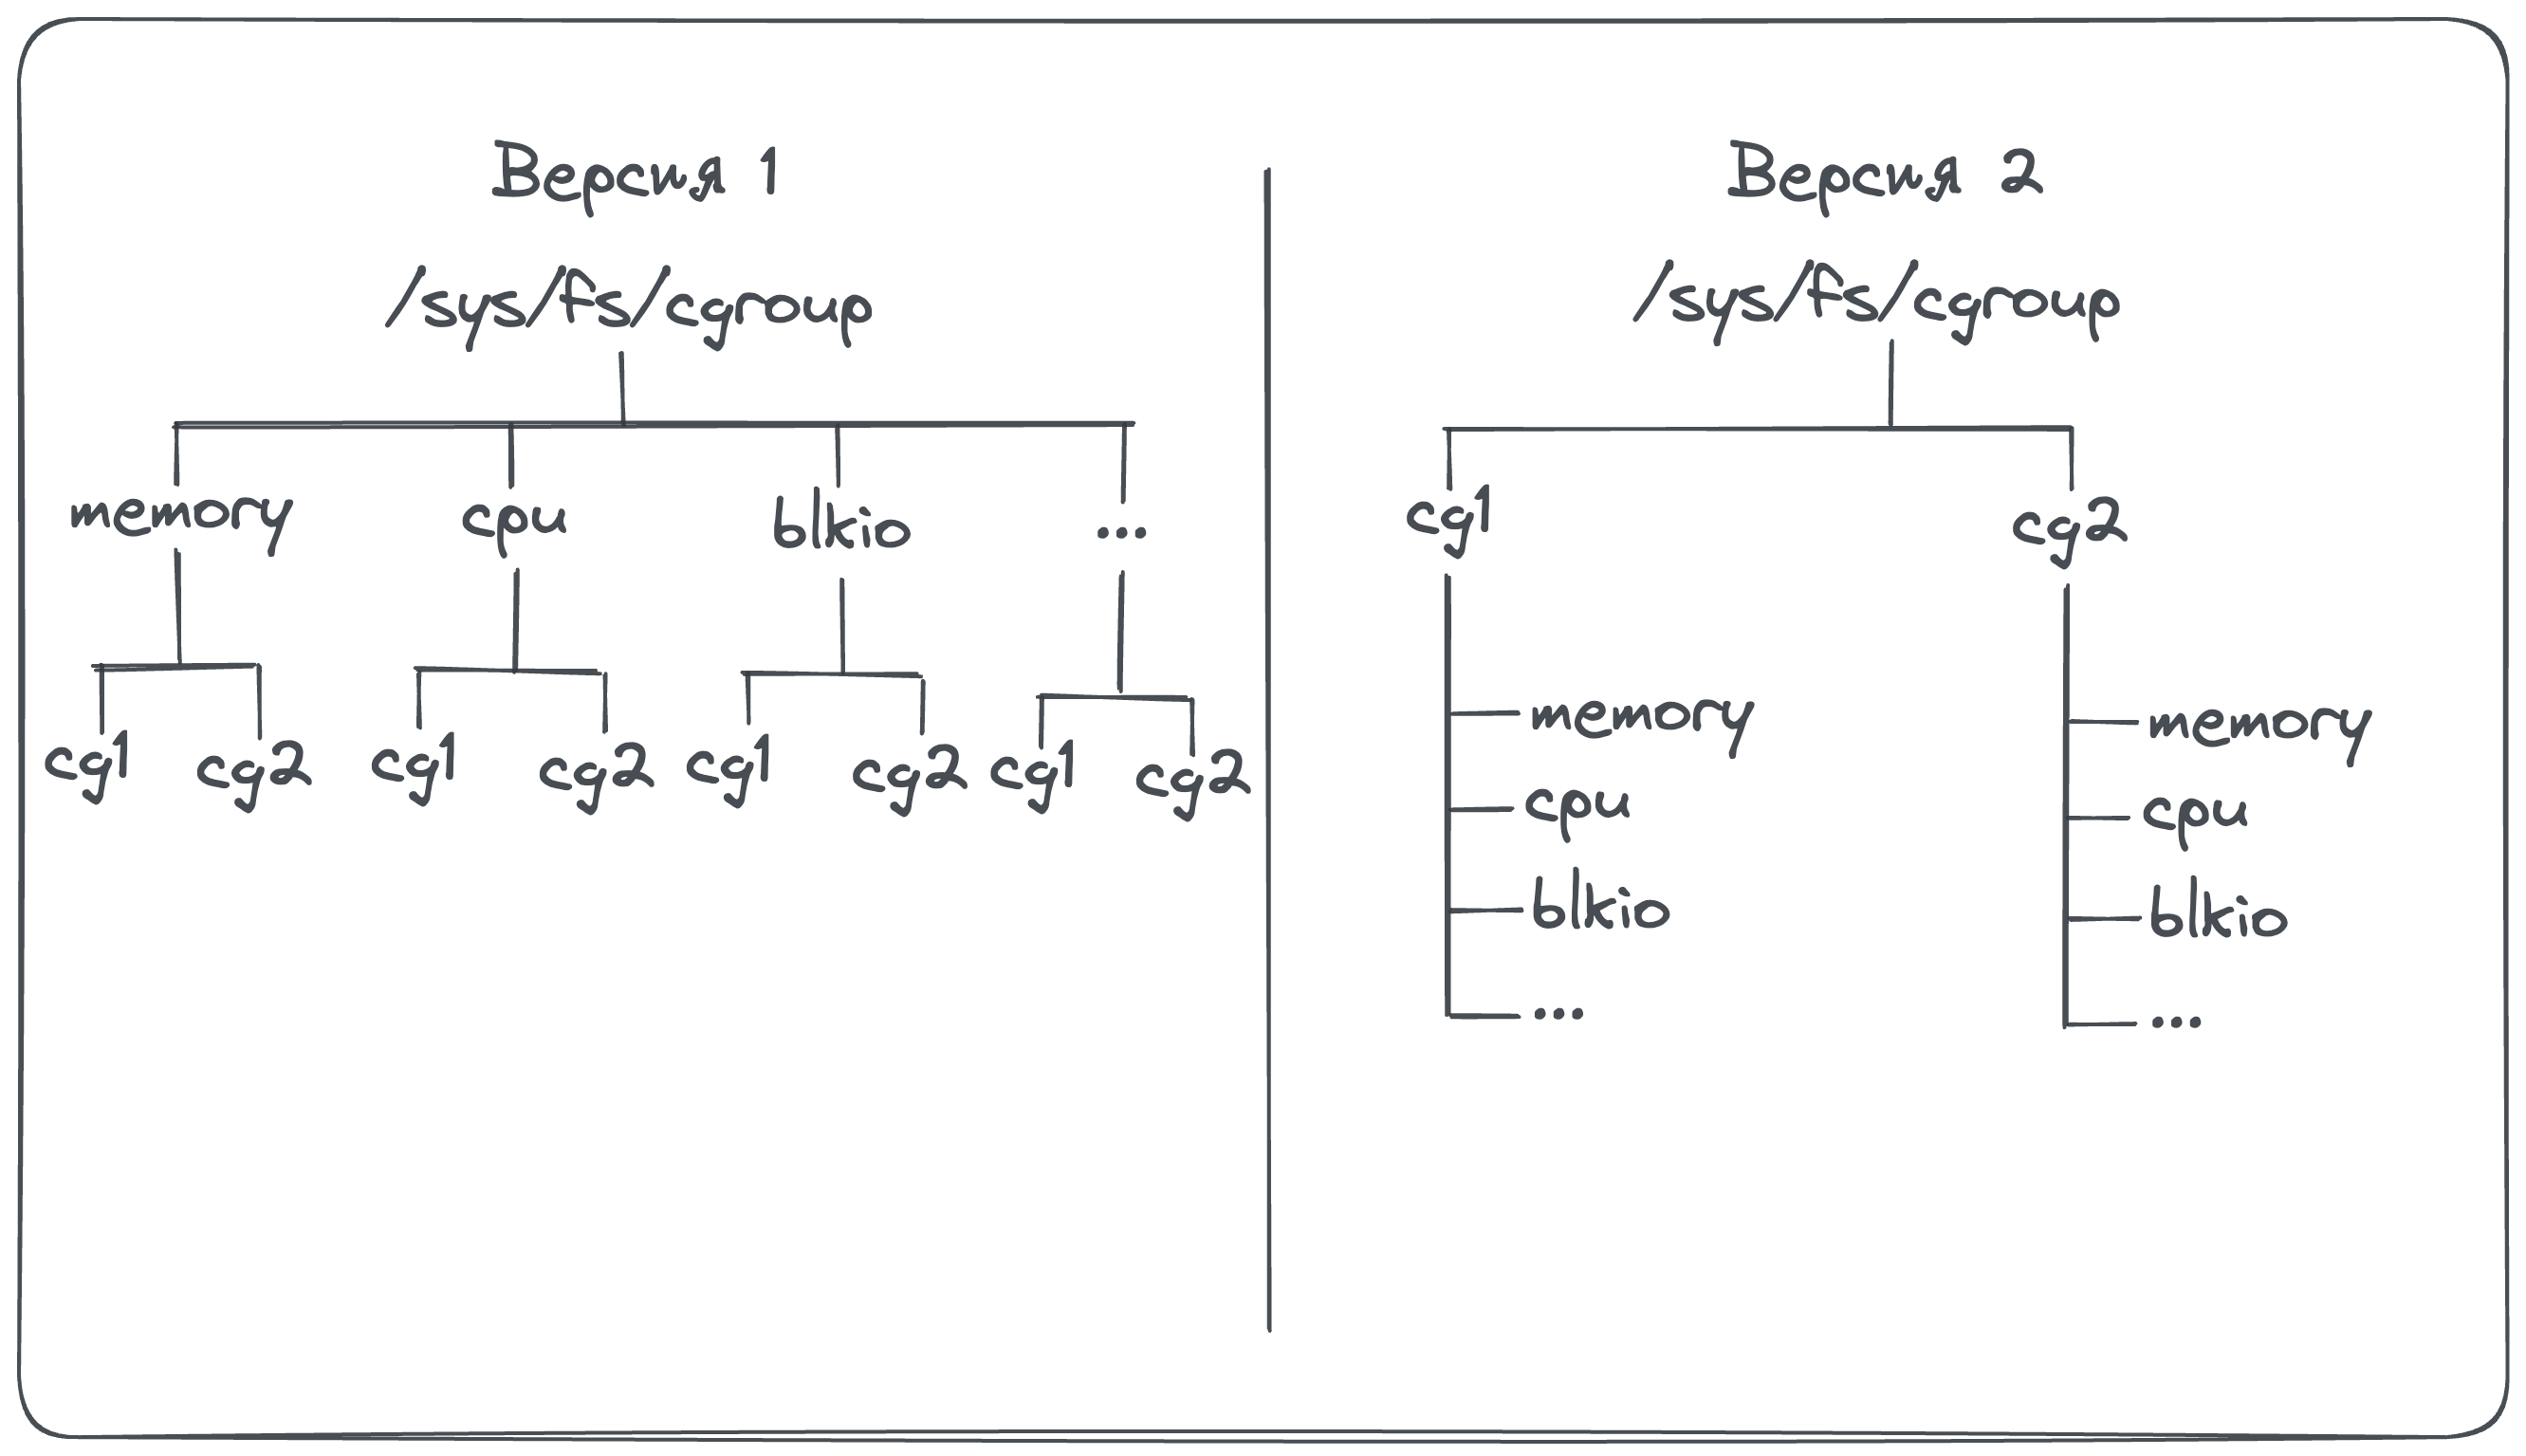 Версия 1
/sys/fs/cgroup
memory cpu blkio ...
cg1 cg2 cg1 cg2 cg1 cg2 cg1 cg2
Версия 2
/sys/fs/cgroup
cg1 cg2
memory memory
cpu cpu
blkio blkio
... ...